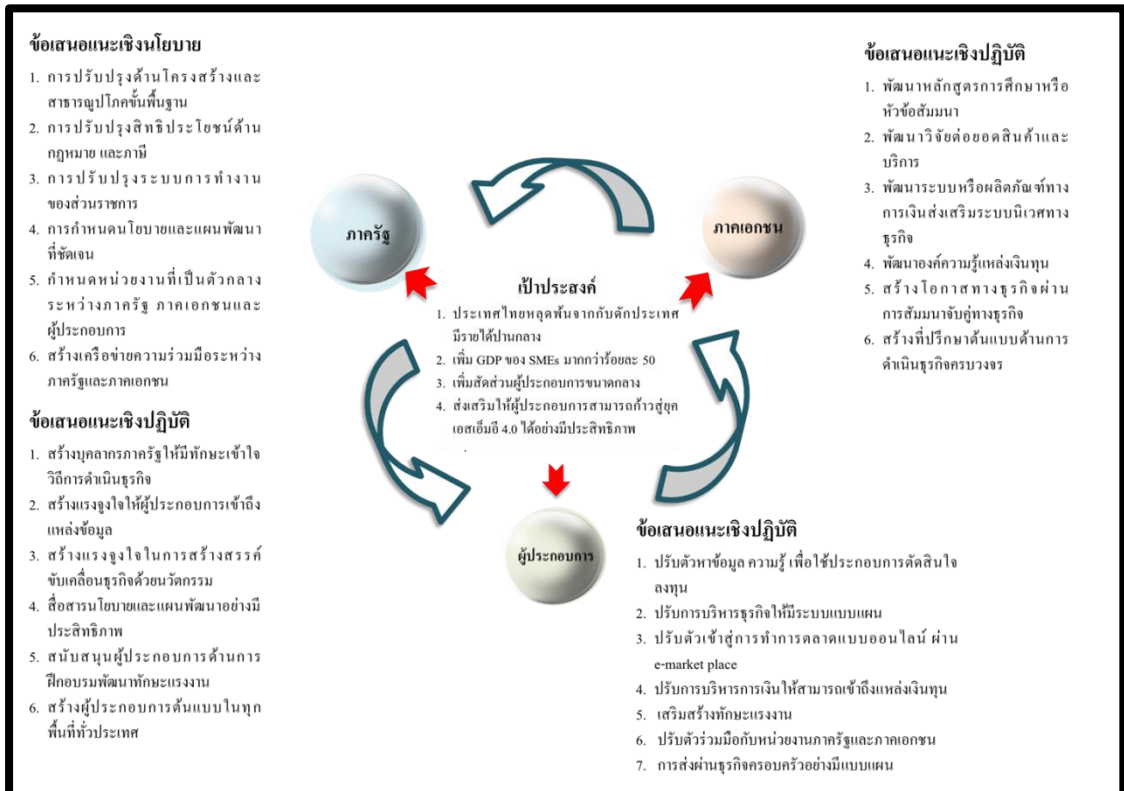 ข้อเสนอแนะเชิงนโยบาย
1. การปรับปรุงด้านโครงสร้างและ
สาธารณูปโภคขั้นพื้นฐาน
2. การปรับปรุงสิทธิประโยชน์ด้าน
กฎหมาย และภาษี
3. การปรับปรุงระบบการทำงาน
ของส่วนราชการ
4. การกำหนดนโยบายและแผนพัฒนา
ที่ชัดเจน
5. กำหนดหน่วยงานที่เป็นตัวกลาง
ระหว่างภาครัฐ ภาคเอกชนและ
ผู้ประกอบการ
6. สร้างเครือข่ายความร่วมมือระหว่าง
ภาครัฐและภาคเอกชน
ข้อเสนอแนะเชิงปฏิบัติ
1. สร้างบุคลากรภาครัฐให้มีทักษะเข้าใจ
วิถีการดำเนินธุรกิจ
2. สร้างแรงจูงใจให้ผู้ประกอบการเข้าถึง
แหล่งข้อมูล
3. สร้างแรงจูงใจในการสร้างสรรค์
ขับเคลื่อนธุรกิจด้วยนวัตกรรม
4. สื่อสารนโยบายและแผนพัฒนาอย่างมี
ประสิทธิภาพ
5. สนับสนุนผู้ประกอบการด้านการ
ฝึกอบรมพัฒนาทักษะแรงงาน
6. สร้างผู้ประกอบการต้นแบบในทุก
พื้นที่ทั่วประเทศ
ภาครัฐ
ภาคเอกชน
เป้าประสงค์
1. ประเทศไทยหลุดพ้นจากกับดักประเทศ
มีรายได้ปานกลาง
2. เพิ่ม GDP ของ SMEs มากกว่าร้อยละ 50
3. เพิ่มสัดส่วนผู้ประกอบการขนาดกลาง
4. ส่งเสริมให้ผู้ประกอบการสามารถก้าวสู่ยุค
เอสเอ็มอี 4.0 ได้อย่างมีประสิทธิภาพ
ผู้ประกอบการ
ข้อเสนอแนะเชิงปฏิบัติ
1. พัฒนาหลักสูตรการศึกษาหรือ
หัวข้อสัมมนา
2. พัฒนาวิจัยต่อยอดสินค้าและ
บริการ
3. พัฒนาระบบหรือผลิตภัณฑ์ทาง
การเงินส่งเสริมระบบนิเวศทาง
ธุรกิจ
4. พัฒนาองค์ความรู้แหล่งเงินทุน
5. สร้างโอกาสทางธุรกิจผ่าน
การสัมมนาจับคู่ทางธุรกิจ
6. สร้างที่ปรึกษาต้นแบบด้านการ
ดำเนินธุรกิจครบวงจร
ข้อเสนอแนะเชิงปฏิบัติ
1. ปรับตัวหาข้อมูล ความรู้ เพื่อใช้ประกอบการตัดสินใจ
ลงทุน
2. ปรับการบริหารธุรกิจให้มีระบบแบบแผน
3. ปรับตัวเข้าสู่การทำการตลาดแบบออนไลน์ ผ่าน
e-market place
4. ปรับการบริหารการเงินให้สามารถเข้าถึงแหล่งเงินทุน
5. เสริมสร้างทักษะแรงงาน
6. ปรับตัวร่วมมือกับหน่วยงานภาครัฐและภาคเอกชน
7. การส่งผ่านธุรกิจครอบครัวอย่างมีแบบแผน